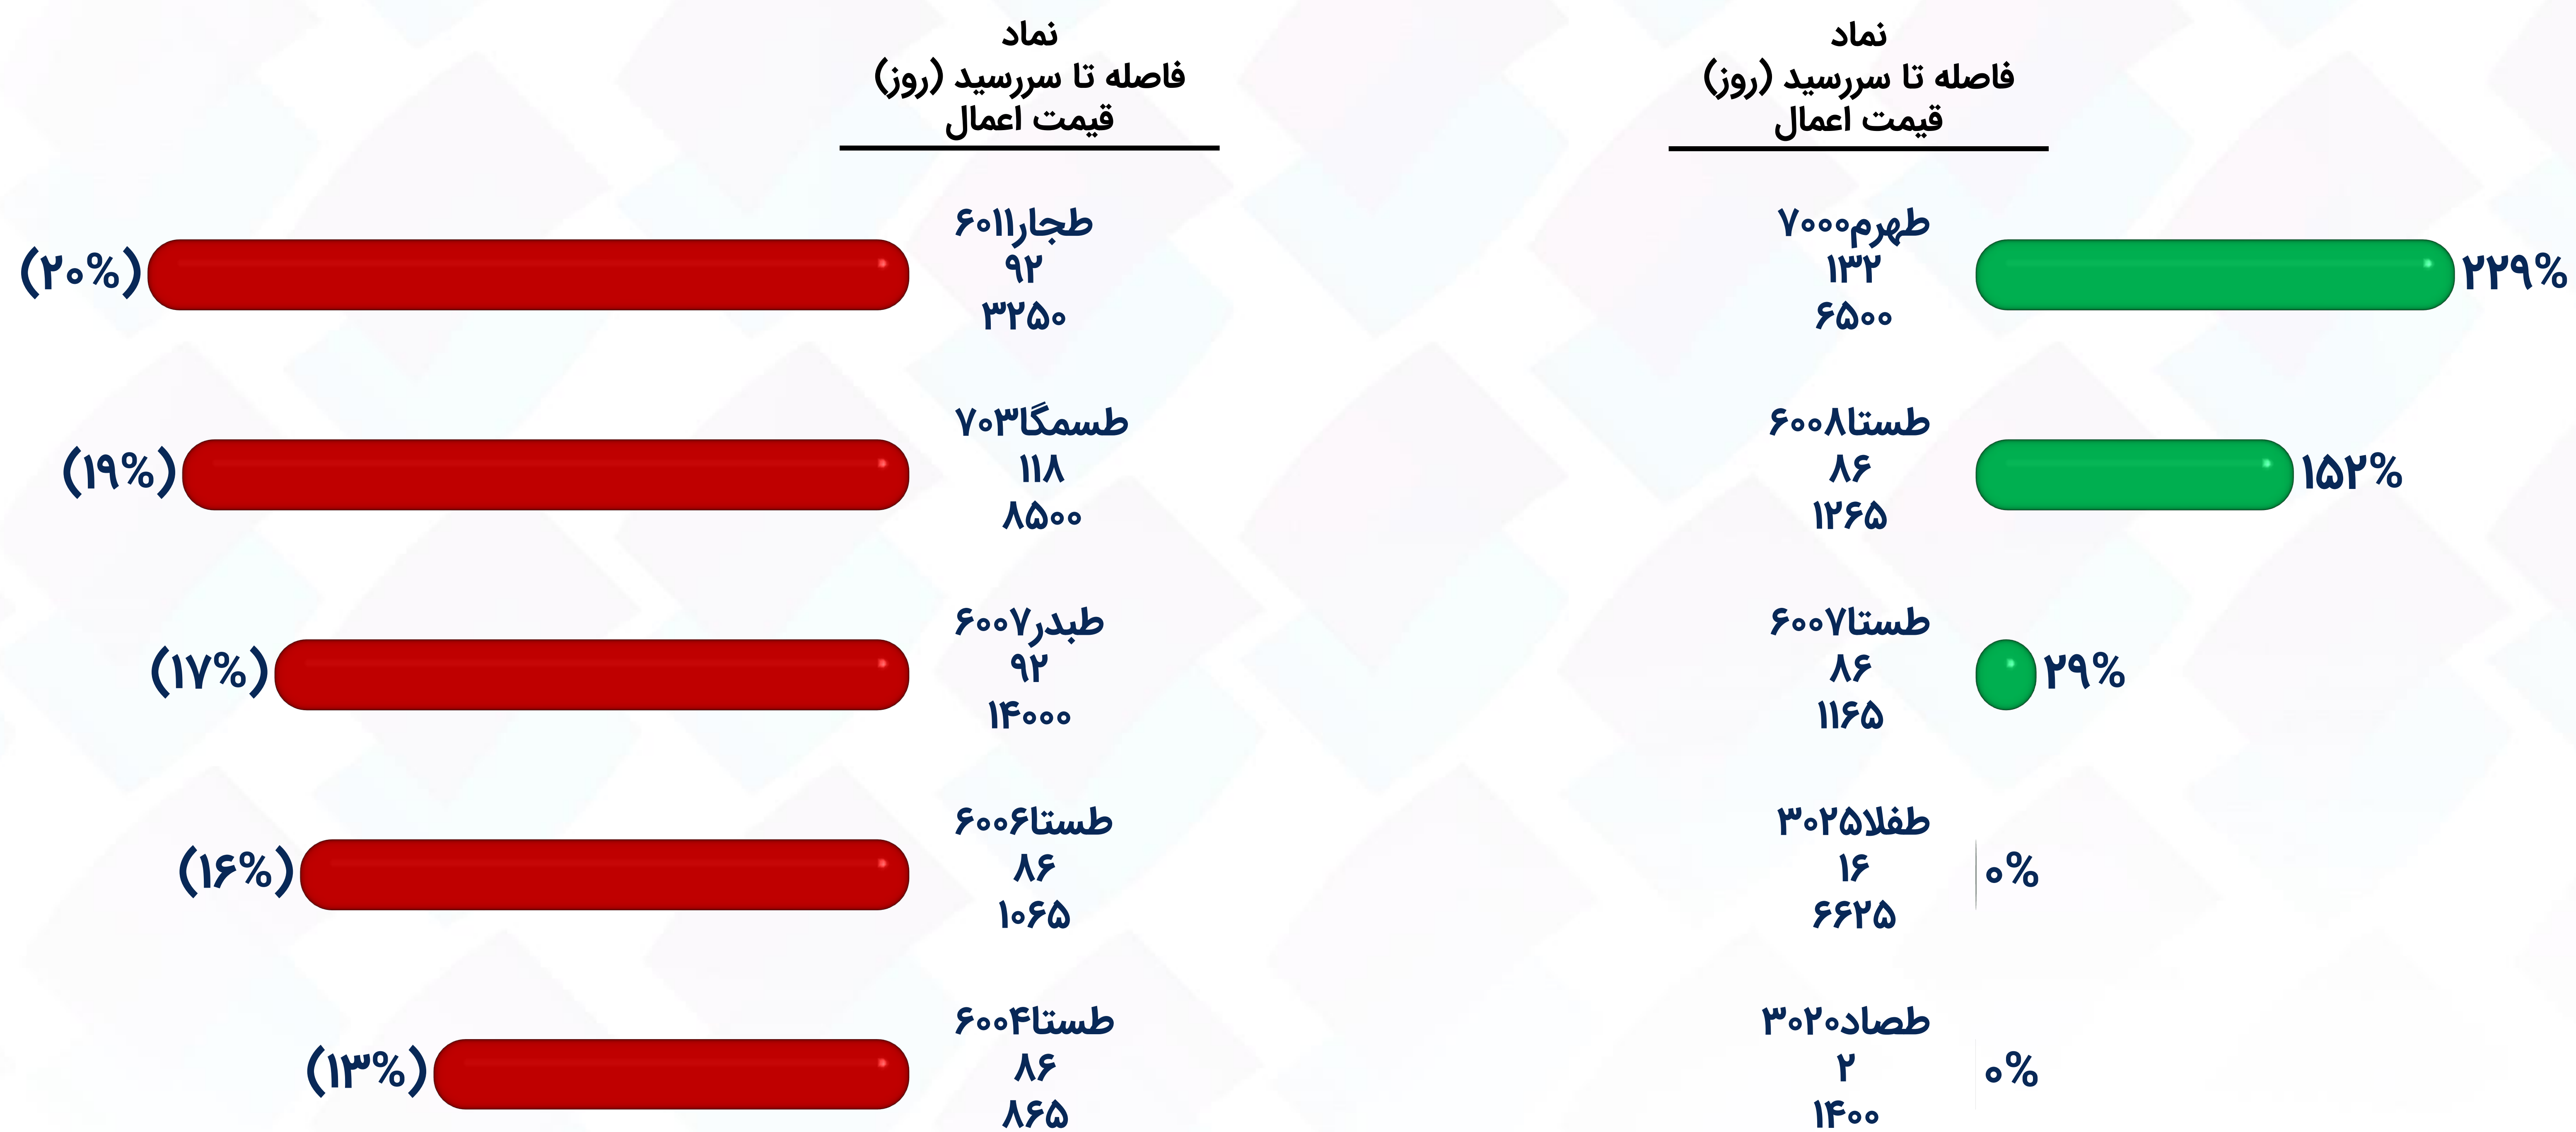 نماد
فاصله تا سررسید (روز)
قیمت اعمال
طهرم۷۰۰۰
۱۳۲
۶۵۰۰
۲۲۹%
طستا۶۰۰۸
۸۶
۱۲۶۵
۱۵۲%
طستا۶۰۰۷
۸۶
۱۱۶۵
۲۹%
طفلا۳۰۲۵
۱۶
۶۶۲۵
۰%
طصاد۳۰۲۰
۲
۱۴۰۰
۰%
نماد
فاصله تا سررسید (روز)
قیمت اعمال
طجار۶۰۱۱
۹۲
۳۲۵۰
(۲۰%)
طسمگا۷۰۳
۱۱۸
۸۵۰۰
(۱۹%)
طبدر۶۰۰۷
۹۲
۱۴۰۰۰
(۱۷%)
طستا۶۰۰۶
۸۶
۱۰۶۵
(۱۶%)
طستا۶۰۰۴
۸۶
۸۶۵
(۱۳%)